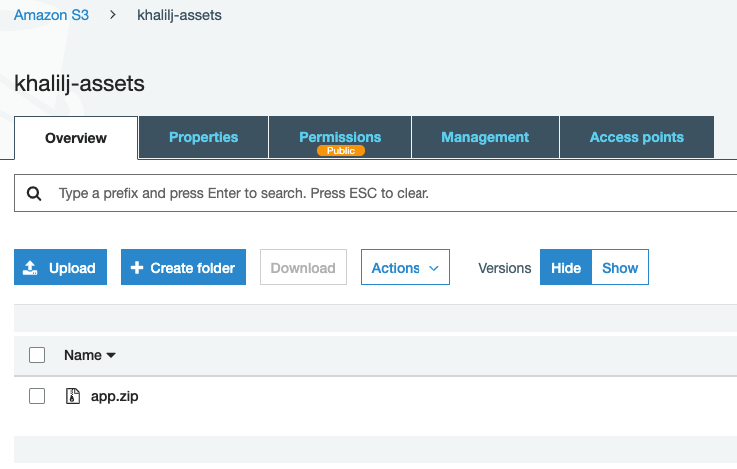 Amazon S3 > khalilj-assets
khalilj-assets
Overview Properties Permissions Management Access points
Public
Type a prefix and press Enter to search. Press ESC to clear.
Upload Create folder Download Actions Versions Hide Show
Name
app.zip